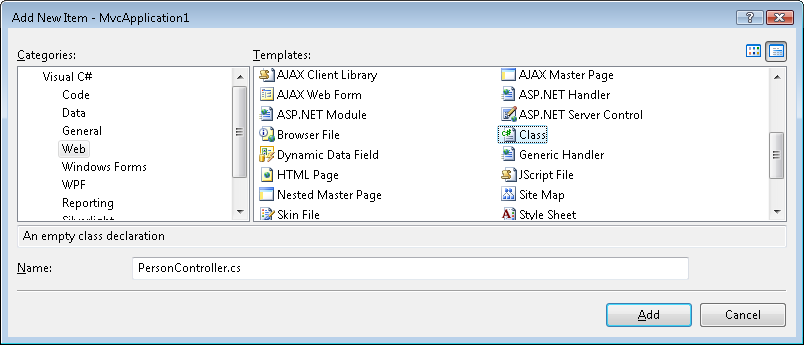 Add New Item - MvcApplication1
Categories:
Templates:
Visual C#
Code
Data
General
Web
Windows Forms
WPF
Reporting
Silverlight
AJAX Client Library
AJAX Master Page
AJAX Web Form
ASP.NET Handler
ASP.NET Module
ASP.NET Server Control
Browser File
Class
Dynamic Data Field
Generic Handler
HTML Page
JScript File
Nested Master Page
Site Map
Skin File
Style Sheet
An empty class declaration
Name:
PersonController.cs
Add
Cancel